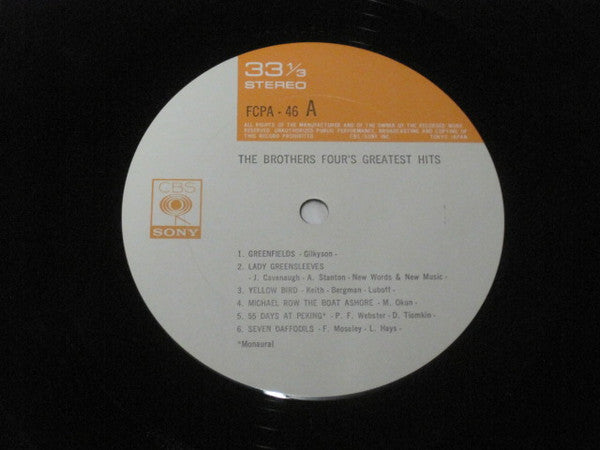 33 1/3
STEREO
FCPA - 46 A
ALL RIGHTS OF THE MANUFACTURER AND OF THE OWNER OF THE RECORDED WORK
RESERVED. UNAUTHORIZED PUBLIC PERFORMANCE, BROADCASTING AND COPYING OF
THIS RECORD PROHIBITED CBS/SONY INC. TOKYO JAPAN
THE BROTHERS FOUR'S GREATEST HITS
CBS
SONY
1. GREENFIELDS - Gilkyson -
2. LADY GREENSLEEVES
- J. Cavanaugh - A. Stanton - New Words & New Music -
3. YELLOW BIRD - Keith - Bergman - Luboff -
4. MICHAEL ROW THE BOAT ASHORE - M. Okun -
5. 55 DAYS AT PEKING* - P. F. Webster - D. Tiomkin -
6. SEVEN DAFFODILS - F. Moseley - L. Hays -
*Monaural